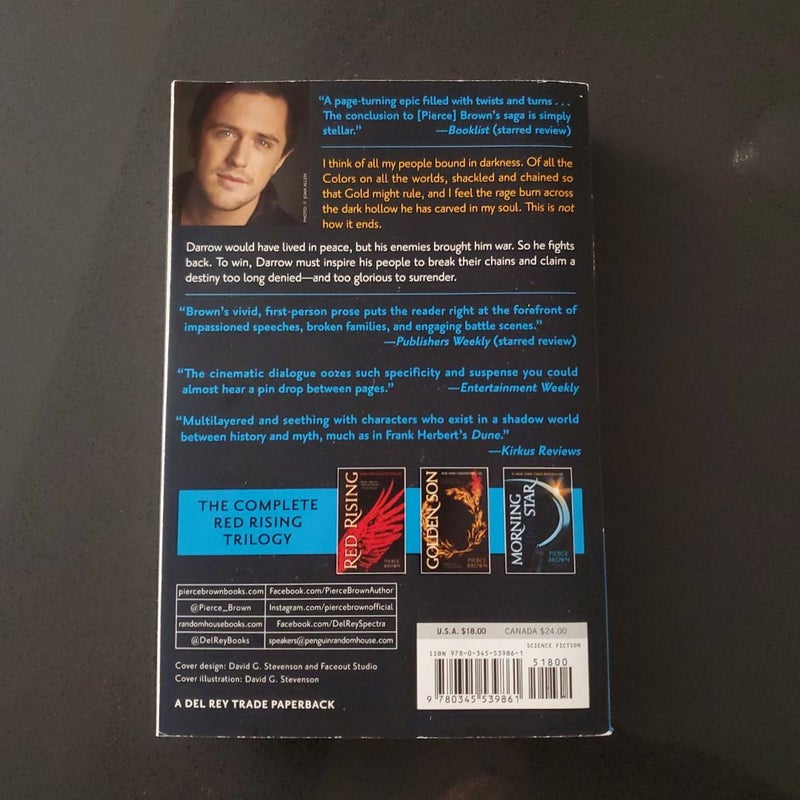 “A page-turning epic filled with twists and turns . . .
The conclusion to [Pierce] Brown’s saga is simply
stellar.” —Booklist (starred review)
I think of all my people bound in darkness. Of all the
Colors on all the worlds, shackled and chained so
that Gold might rule, and I feel the rage burn across
the dark hollow he has carved in my soul. This is not
how it ends.
Darrow would have lived in peace, but his enemies brought him war. So he fights
back. To win, Darrow must inspire his people to break their chains and claim a
destiny too long denied—and too glorious to surrender.
“Brown’s vivid, first-person prose puts the reader right at the forefront of
impassioned speeches, broken families, and engaging battle scenes.”
—Publishers Weekly (starred review)
“The cinematic dialogue oozes such specificity and suspense you could
almost hear a pin drop between pages.” —Entertainment Weekly
“Multilayered and seething with characters who exist in a shadow world
between history and myth, much as in Frank Herbert’s Dune.”
—Kirkus Reviews
THE COMPLETE
RED RISING
TRILOGY
RED RISING
PIERCE
BROWN
GOLDEN SON
PIERCE
BROWN
MORNING
STAR
PIERCE
BROWN
piercebrownbooks.com Facebook.com/PierceBrownAuthor
@Pierce_Brown Instagram.com/piercebrownofficial
randomhousebooks.com Facebook.com/DelReySpectra
@DelReyBooks speakers@penguinrandomhouse.com
Cover design: David G. Stevenson and Faceout Studio
Cover illustration: David G. Stevenson
A DEL REY TRADE PAPERBACK
U.S.A. $18.00 CANADA $24.00
SCIENCE FICTION
ISBN 978-0-345-53986-1
51800
9 780345 539861